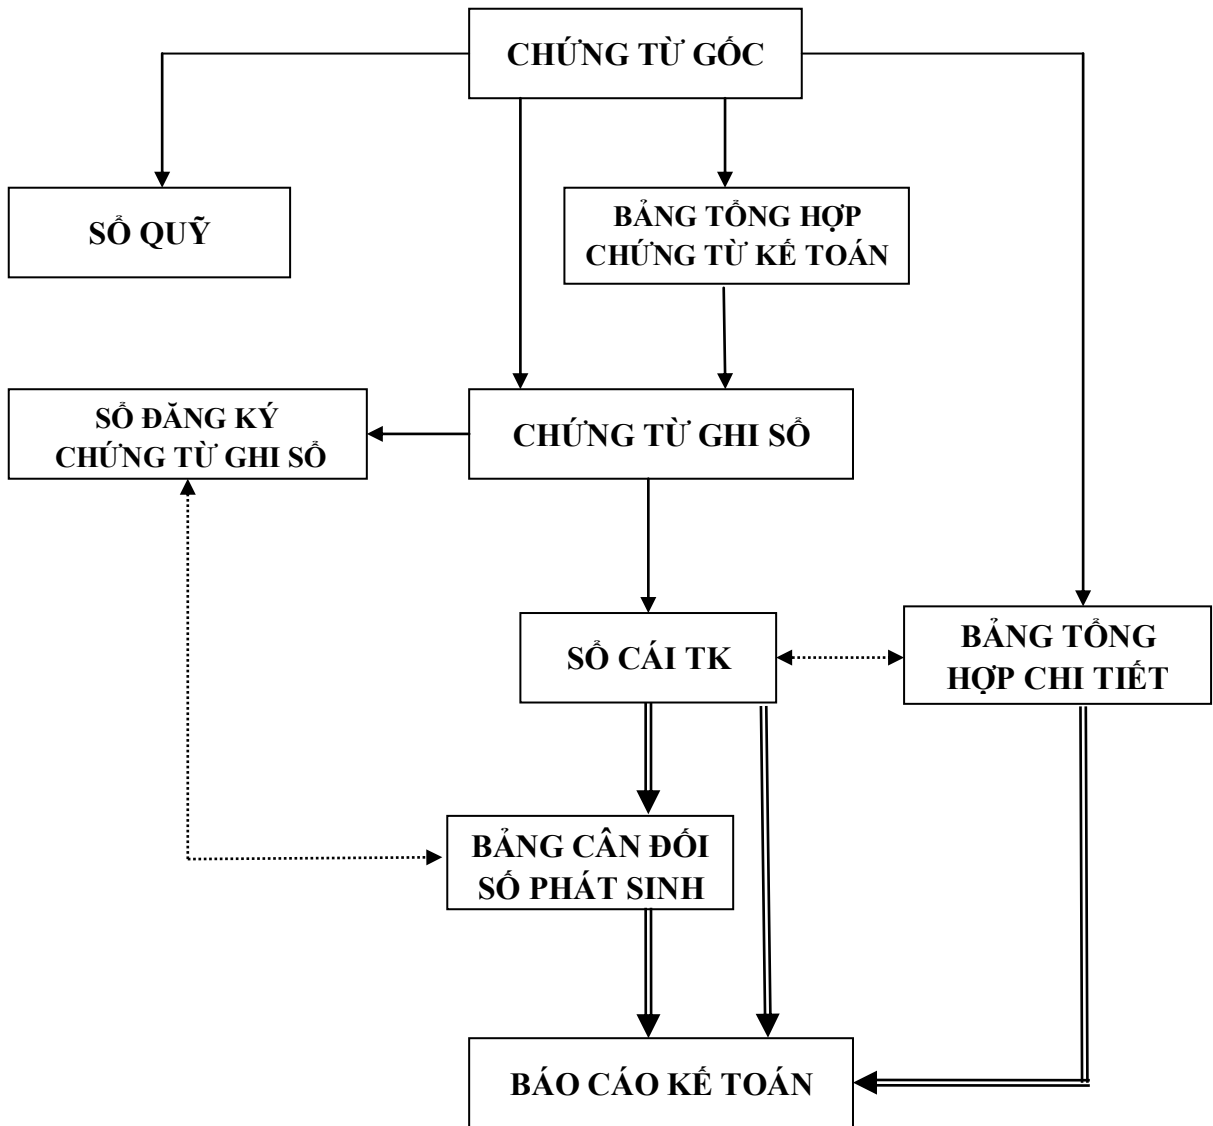 CHỨNG TỪ GỐC
SỔ QUỸ
BẢNG TỔNG HỢP
CHỨNG TỪ KẾ TOÁN
SỔ ĐĂNG KÝ
CHỨNG TỪ GHI SỔ
CHỨNG TỪ GHI SỔ
SỔ CÁI TK
BẢNG TỔNG
HỢP CHI TIẾT
BẢNG CÂN ĐỐI
SỐ PHÁT SINH
BÁO CÁO KẾ TOÁN